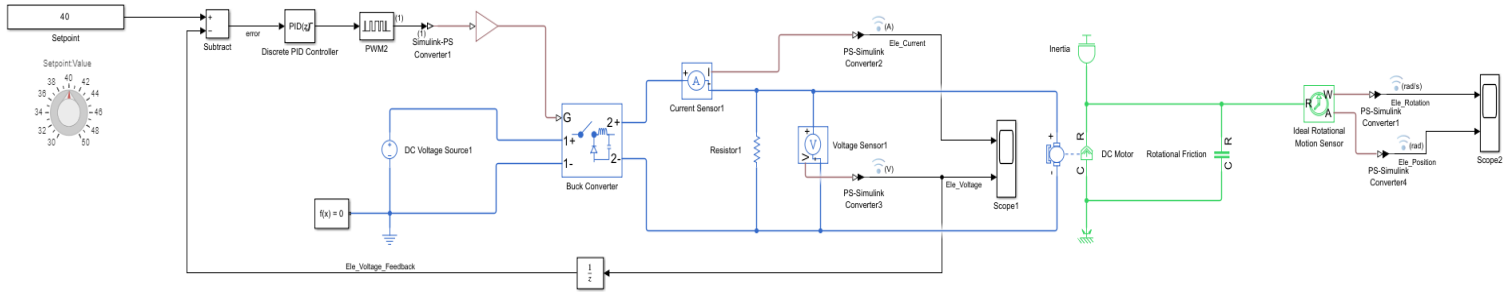 40
Setpoint
Setpoint Value
30
32
34
36
38
40
42
44
46
48
50
+
−
Subtract
error
PID(z)
Discrete PID Controller
PWM2
(1)
(1)
Simulink-PS
Converter1
DC Voltage Source1
f(x) = 0
G
1+
1-
2+
2-
Buck Converter
+
A
I
-
Current Sensor1
(A)
Ele_Current
PS-Simulink
Converter2
Resistor1
+
V
V
-
Voltage Sensor1
(V)
Ele_Voltage
PS-Simulink
Converter3
Scope1
Ele_Voltage_Feedback
1
z
+
-
R
C
DC Motor
Inertia
Rotational Friction
R
C
R
W
A
Ideal Rotational
Motion Sensor
(rad/s)
Ele_Rotation
PS-Simulink
Converter1
(rad)
Ele_Position
PS-Simulink
Converter4
Scope2